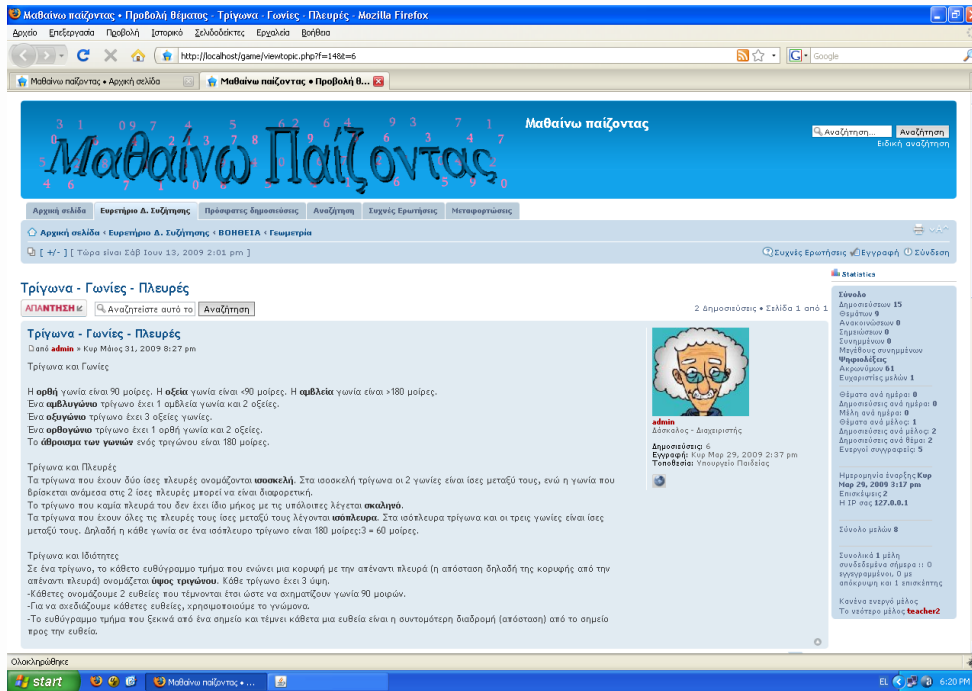 Μαθαίνω παίζοντας • Προβολή θέματος - Τρίγωνα - Γωνίες - Πλευρές - Mozilla Firefox
Αρχείο Επεξεργασία Προβολή Ιστορικό Σελιδοδείκτες Εργαλεία Βοήθεια
http://localhost/game/viewtopic.php?f=14&t=6
Google
Μαθαίνω παίζοντας • Αρχική σελίδα
Μαθαίνω παίζοντας • Προβολή θ...
Μαθαίνω Παίζοντας
Μαθαίνω παίζοντας
Αναζήτηση... Αναζήτηση
Ειδική αναζήτηση
Αρχική σελίδα Ευρετήριο Δ. Συζήτησης Πρόσφατες δημοσιεύσεις Αναζήτηση Συχνές Ερωτήσεις Μεταφορτώσεις
Αρχική σελίδα ‹ Ευρετήριο Δ. Συζήτησης ‹ ΒΟΗΘΕΙΑ ‹ Γεωμετρία
[ +/- ] [ Τώρα είναι Σάβ Ιουν 13, 2009 2:01 pm ]
Συχνές Ερωτήσεις Εγγραφή Σύνδεση
Τρίγωνα - Γωνίες - Πλευρές
ΑΠΑΝΤΗΣΗ Αναζητείστε αυτό το Αναζήτηση
2 Δημοσιεύσεις • Σελίδα 1 από 1
Τρίγωνα - Γωνίες - Πλευρές
από admin » Κυρ Μάιος 31, 2009 8:27 pm
Τρίγωνα και Γωνίες
Η ορθή γωνία είναι 90 μοίρες. Η οξεία γωνία είναι <90 μοίρες. Η αμβλεία γωνία είναι >180 μοίρες.
Ένα αμβλυγώνιο τρίγωνο έχει 1 αμβλεία γωνία και 2 οξείες.
Ένα οξυγώνιο τρίγωνο έχει 3 οξείες γωνίες.
Ένα ορθογώνιο τρίγωνο έχει 1 ορθή γωνία και 2 οξείες.
Το άθροισμα των γωνιών ενός τριγώνου είναι 180 μοίρες.
Τρίγωνα και Πλευρές
Τα τρίγωνα που έχουν δύο ίσες πλευρές ονομάζονται ισοσκελή. Στα ισοσκελή τρίγωνα οι 2 γωνίες είναι ίσες μεταξύ τους, ενώ η γωνία που
βρίσκεται ανάμεσα στις 2 ίσες πλευρές μπορεί να είναι διαφορετική.
Το τρίγωνο που καμία πλευρά του δεν έχει ίδιο μήκος με τις υπόλοιπες λέγεται σκαληνό.
Τα τρίγωνα που έχουν όλες τις πλευρές τους ίσες μεταξύ τους λέγονται ισόπλευρα. Στα ισόπλευρα τρίγωνα και οι τρεις γωνίες είναι ίσες
μεταξύ τους. Δηλαδή η κάθε γωνία σε ένα ισόπλευρο τρίγωνο είναι 180 μοίρες:3 = 60 μοίρες.
Τρίγωνα και Ιδιότητες
Σε ένα τρίγωνο, το κάθετο ευθύγραμμο τμήμα που ενώνει μια κορυφή με την απέναντι πλευρά (η απόσταση δηλαδή της κορυφής από την
απέναντι πλευρά) ονομάζεται ύψος τριγώνου. Κάθε τρίγωνο έχει 3 ύψη.
-Κάθετες ονομάζουμε 2 ευθείες που τέμνονται έτσι ώστε να σχηματίζουν γωνία 90 μοιρών.
-Για να σχεδιάζουμε κάθετες ευθείες, χρησιμοποιούμε το γνώμονα.
-Το ευθύγραμμο τμήμα που ξεκινά από ένα σημείο και τέμνει κάθετα μια ευθεία είναι η συντομότερη διαδρομή (απόσταση) από το σημείο
προς την ευθεία.
admin
Δάσκαλος - Διαχειριστής
Δημοσιεύσεις: 6
Εγγραφή: Κυρ Μαρ 29, 2009 2:37 pm
Τοποθεσία: Υπουργείο Παιδείας
Statistics
Σύνολο
Δημοσιεύσεων 15
Θεμάτων 9
Ανακοινώσεων 0
Σημειώσεων 0
Συνημμένων 0
Μεγέθους συνημμένων
Ψηφιολέξεις
Ακρωνύμων 61
Ευχαριστίες μελών 1
Θέματα ανά ημέρα: 0
Δημοσιεύσεις ανά ημέρα: 0
Μέλη ανά ημέρα: 0
Θέματα ανά μέλος: 1
Δημοσιεύσεις ανά μέλος: 2
Δημοσιεύσεις ανά θέμα: 2
Ενεργοί συγγραφείς: 5
Ημερομηνία έναρξης Κυρ
Μαρ 29, 2009 3:17 pm
Επισκέψεις 2
Η IP σας 127.0.0.1
Σύνολο μελών 8
Συνολικά 1 μέλη
συνδεδεμένα σήμερα :: 0
εγγεγραμμένοι, 0 με
απόκρυψη και 1 επισκέπτης
Κανένα ενεργό μέλος
Το νεότερο μέλος teacher2
Ολοκληρώθηκε
start Μαθαίνω παίζοντας • ... EL 6:20 PM